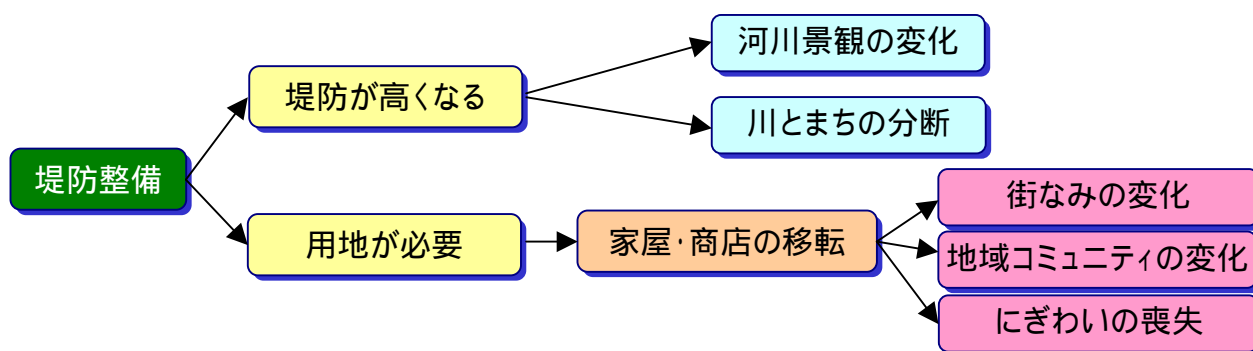 堤防整備
堤防が高くなる
河川景観の変化
川とまちの分断
用地が必要
家屋・商店の移転
街なみの変化
地域コミュニティの変化
にぎわいの喪失